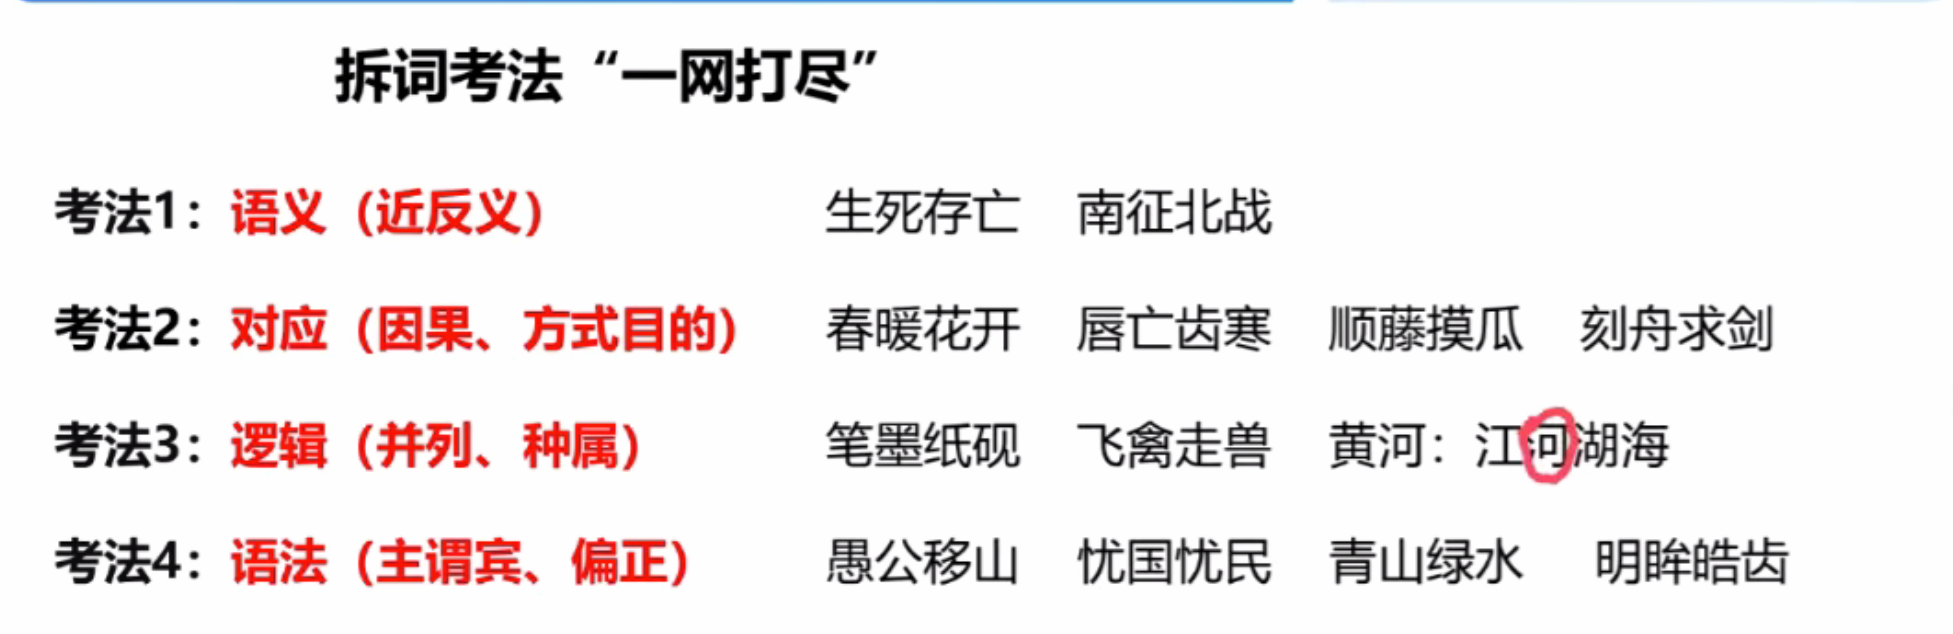 拆词考法“一网打尽”
考法1：语义（近反义） 生死存亡 南征北战
考法2：对应（因果、方式目的） 春暖花开 唇亡齿寒 顺藤摸瓜 刻舟求剑
考法3：逻辑（并列、种属） 笔墨纸砚 飞禽走兽 黄河：江河湖海
考法4：语法（主谓宾、偏正） 愚公移山 忧国忧民 青山绿水 明眸皓齿